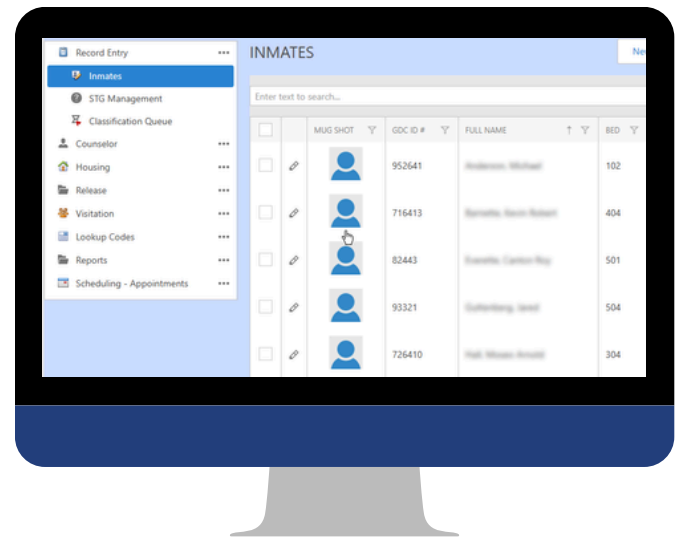 Record Entry
Inmates
STG Management
Classification Queue
Counselor
Housing
Release
Visitation
Lookup Codes
Reports
Scheduling - Appointments
INMATES
Enter text to search...
MUG SHOT GDC ID # FULL NAME BED
952641 102
716413 404
82443 501
93321 504
726410 304